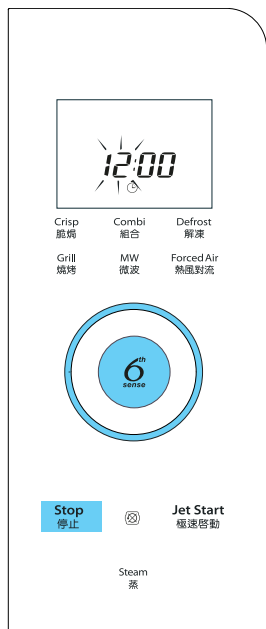 12:00
Crisp Combi Defrost
脆焗 組合 解凍
Grill MW Forced Air
燒烤 微波 熱風對流
6th
sense
Stop Jet Start
停止 極速啓動
Steam
蒸